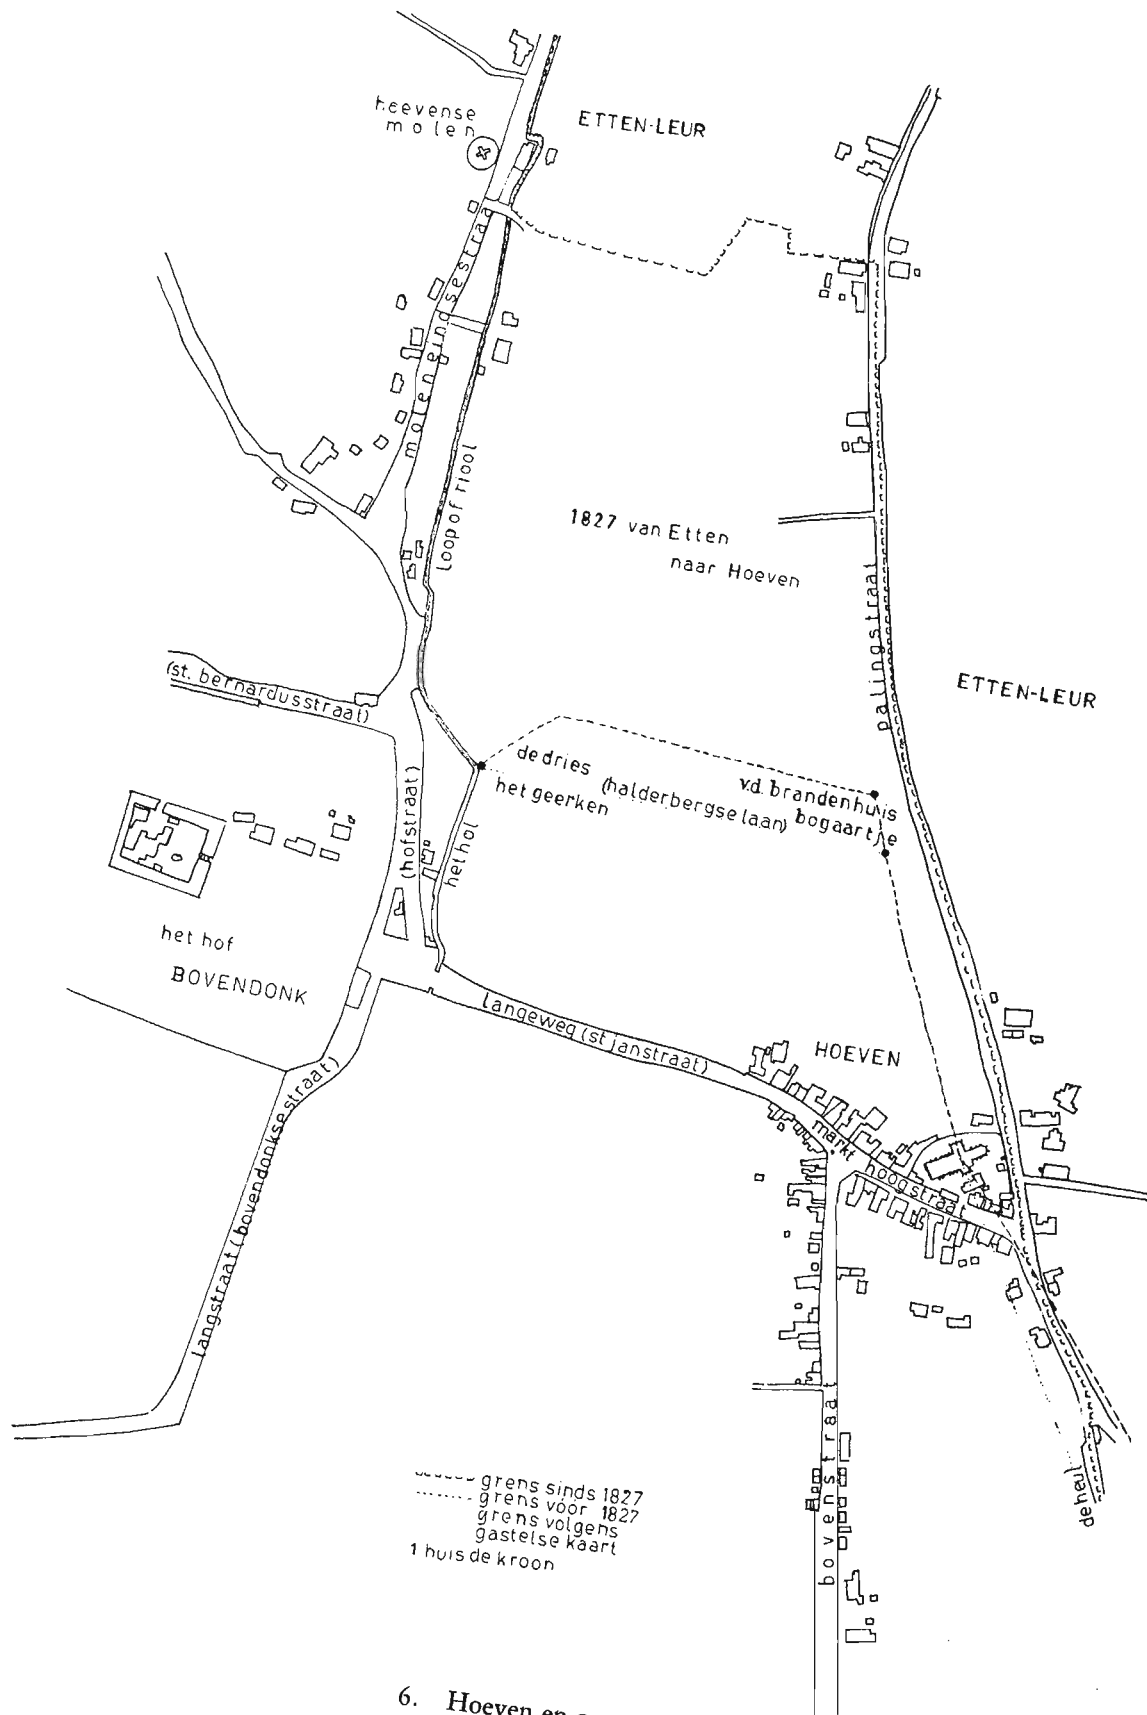 hoevense
molen
ETTEN-LEUR
moleneindsestraat
loop of riool
1827 van Etten
naar Hoeven
palingstraat
ETTEN-LEUR
(st. bernardusstraat)
de dries
(halderbergse laan)
het geerken
v.d. brandenhuis
bogaartje
(hofstraat)
het hol
het hof
BOVENDONK
langeweg (st janstraat)
HOEVEN
markt
hoogstraat
langstraat (bovendonkse straat)
bovenstraat
de heul
grens sinds 1827
grens vóór 1827
grens volgens
gastelse kaart
1 huis de kroon
6. Hoeven en